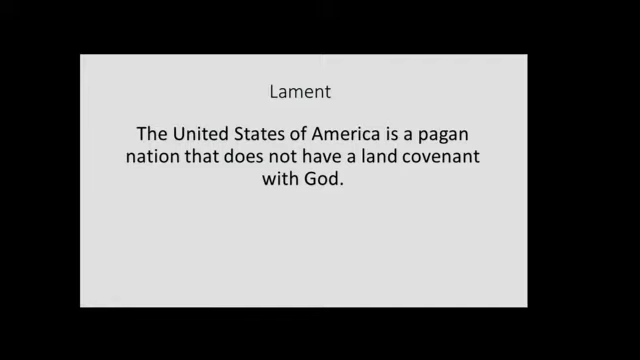 Lament
The United States of America is a pagan
nation that does not have a land covenant
with God.